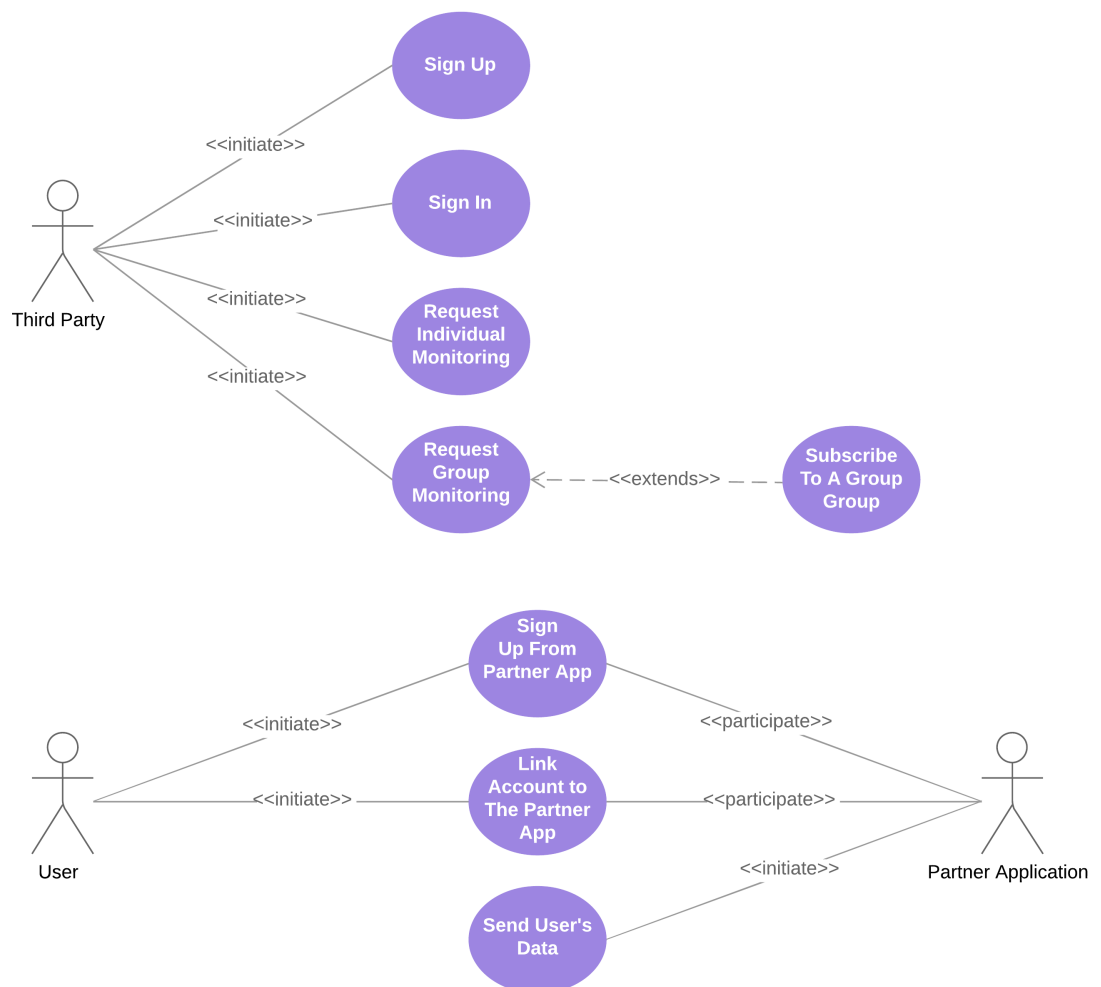 Sign Up
<<initiate>>
Sign In
<<initiate>>
Third Party
<<initiate>>
Request
Individual
Monitoring
<<initiate>>
Request
Group
Monitoring
<<extends>>
Subscribe
To A Group
Group
Sign
Up From
Partner App
<<initiate>>
<<participate>>
User
<<initiate>>
Link
Account to
The Partner
App
<<participate>>
Partner Application
<<initiate>>
Send User's
Data